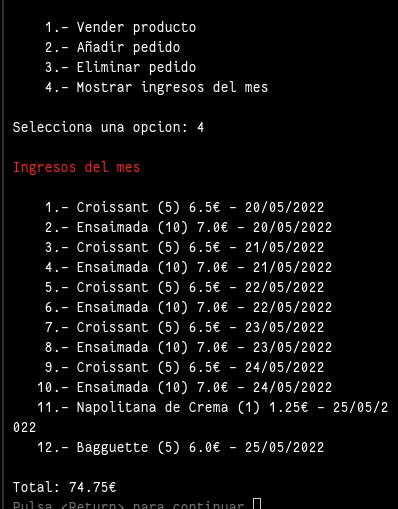 1.- Vender producto
2.- Añadir pedido
3.- Eliminar pedido
4.- Mostrar ingresos del mes
Selecciona una opcion: 4
Ingresos del mes
1.- Croissant (5) 6.5€ - 20/05/2022
2.- Ensaimada (10) 7.0€ - 20/05/2022
3.- Croissant (5) 6.5€ - 21/05/2022
4.- Ensaimada (10) 7.0€ - 21/05/2022
5.- Croissant (5) 6.5€ - 22/05/2022
6.- Ensaimada (10) 7.0€ - 22/05/2022
7.- Croissant (5) 6.5€ - 23/05/2022
8.- Ensaimada (10) 7.0€ - 23/05/2022
9.- Croissant (5) 6.5€ - 24/05/2022
10.- Ensaimada (10) 7.0€ - 24/05/2022
11.- Napolitana de Crema (1) 1.25€ - 25/05/2
022
12.- Bagguette (5) 6.0€ - 25/05/2022
Total: 74.75€
Pulsa <Return> para continuar